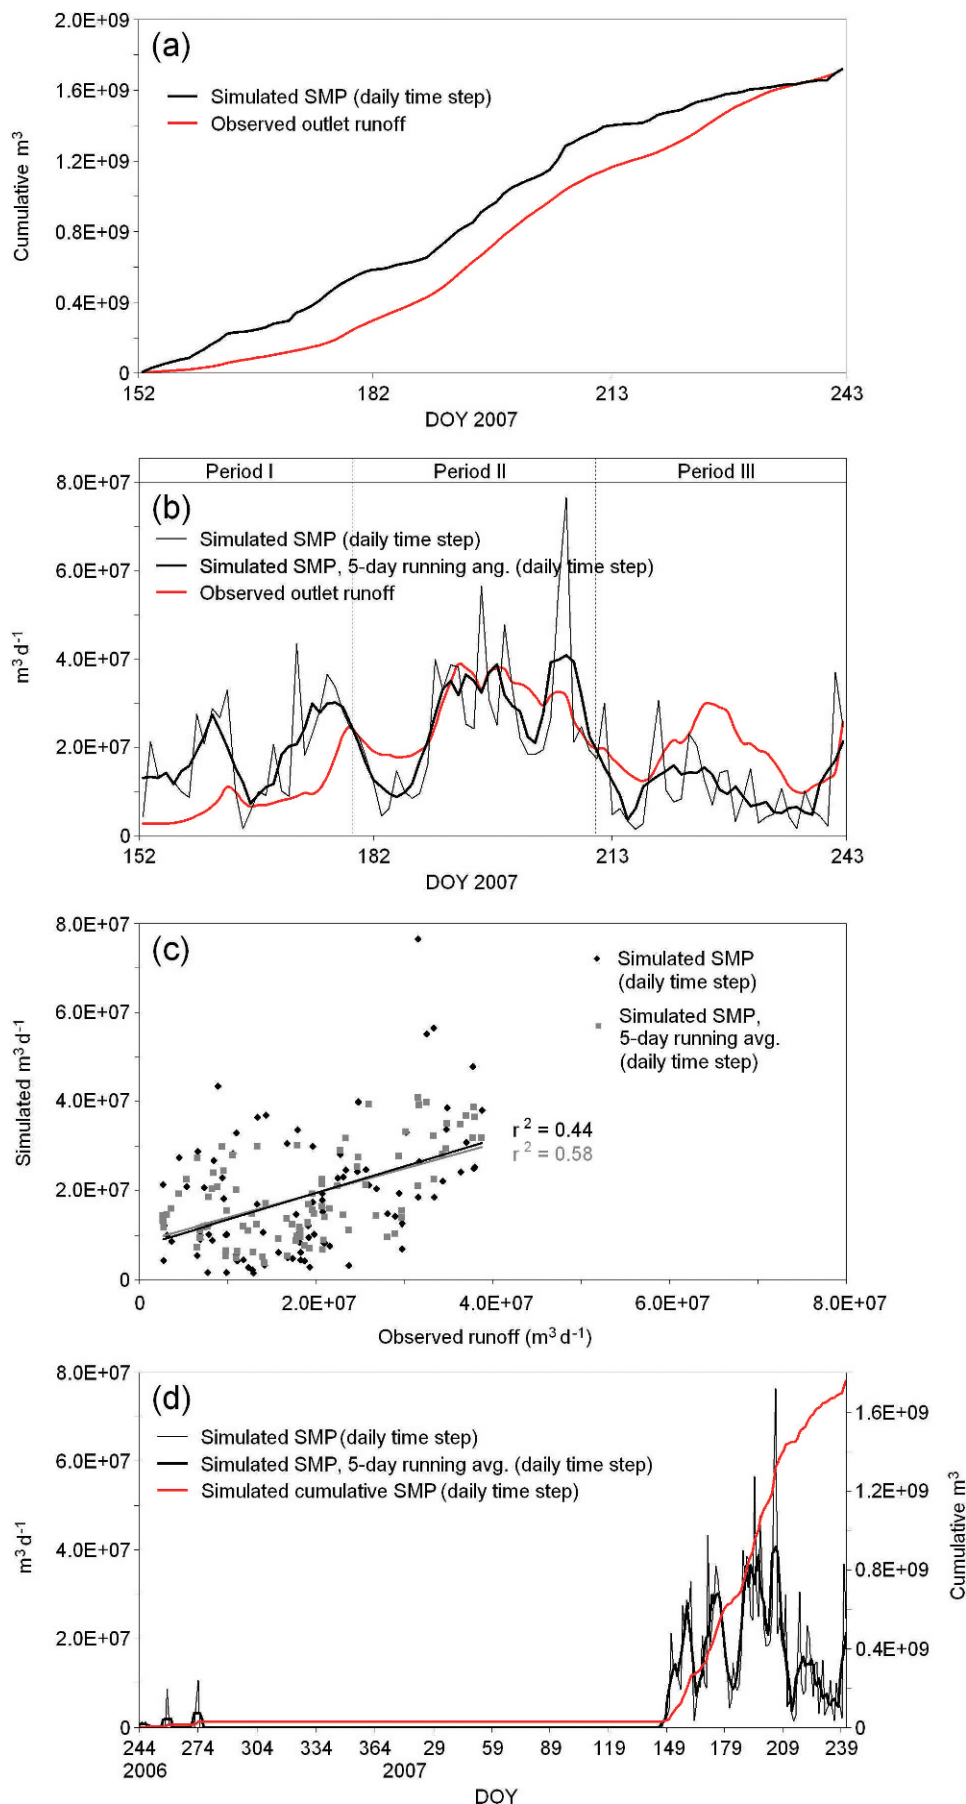 2.0E+09
(a)
Simulated SMP (daily time step)
Observed outlet runoff
1.6E+09
1.2E+09
0.8E+09
0.4E+09
0
Cumulative m³
152
182
213
243
DOY 2007
Period I
Period II
Period III
8.0E+07
(b)
Simulated SMP (daily time step)
Simulated SMP, 5-day running ang. (daily time step)
Observed outlet runoff
6.0E+07
4.0E+07
2.0E+07
0
m³ d⁻¹
152
182
213
243
DOY 2007
8.0E+07
(c)
Simulated SMP
(daily time step)
Simulated SMP,
5-day running avg.
(daily time step)
6.0E+07
4.0E+07
2.0E+07
0
Simulated m³ d⁻¹
r² = 0.44
r² = 0.58
0
2.0E+07
4.0E+07
6.0E+07
8.0E+07
Observed runoff (m³ d⁻¹)
8.0E+07
(d)
Simulated SMP (daily time step)
Simulated SMP, 5-day running avg. (daily time step)
Simulated cumulative SMP (daily time step)
6.0E+07
4.0E+07
2.0E+07
0
m³ d⁻¹
1.6E+09
1.2E+09
0.8E+09
0.4E+09
0
Cumulative m³
244
274
304
334
364
29
59
89
119
149
179
209
239
2006
2007
DOY